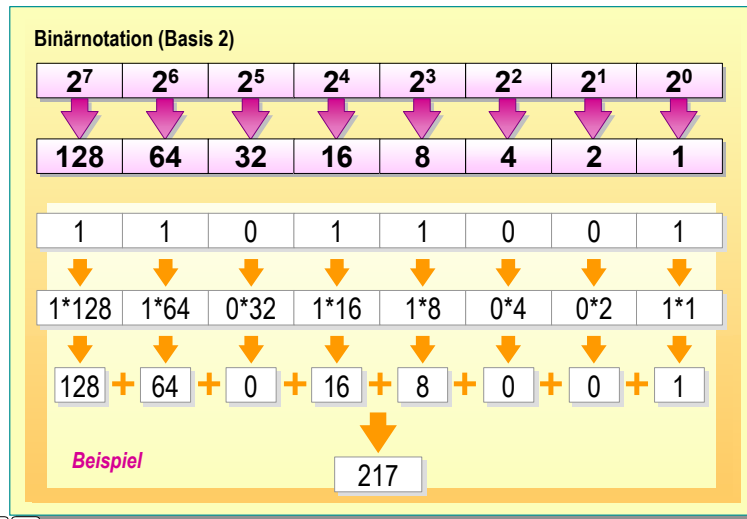 Binärnotation (Basis 2)
2⁷ 2⁶ 2⁵ 2⁴ 2³ 2² 2¹ 2⁰
128 64 32 16 8 4 2 1
1 1 0 1 1 0 0 1
1*128 1*64 0*32 1*16 1*8 0*4 0*2 1*1
128 + 64 + 0 + 16 + 8 + 0 + 0 + 1
Beispiel
217